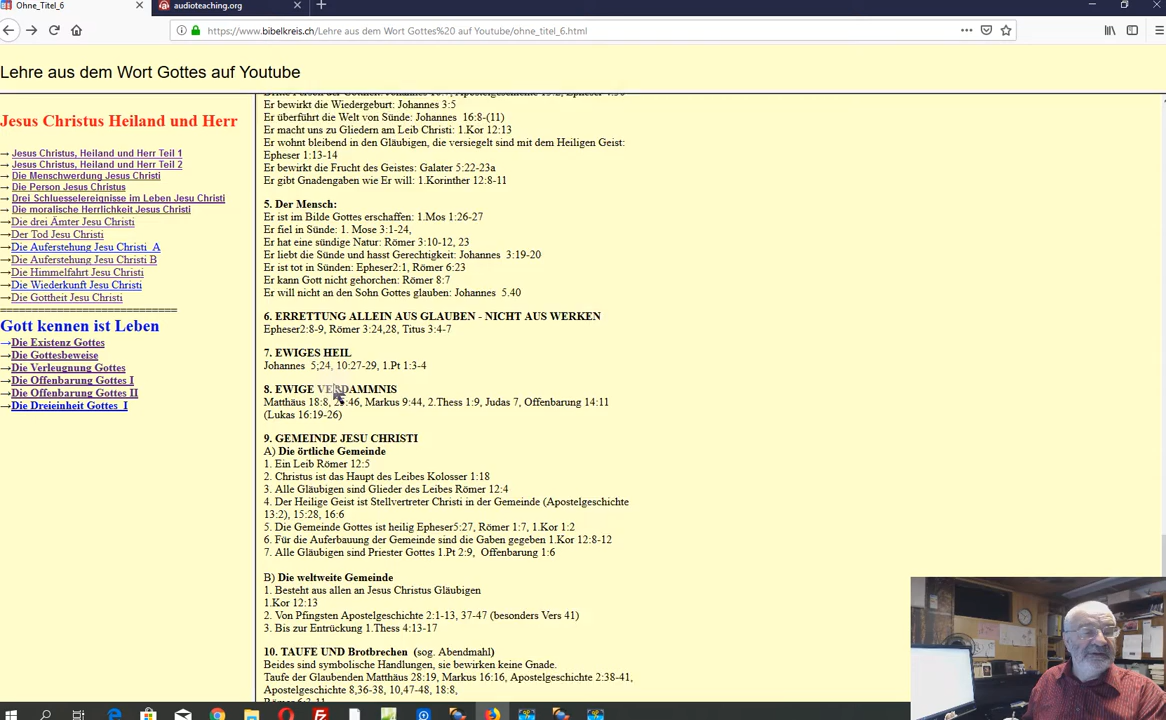 Ohne_Titel_6
audioteaching.org
https://www.bibelkreis.ch/Lehre aus dem Wort Gottes%20 auf Youtube/ohne_titel_6.html
Lehre aus dem Wort Gottes auf Youtube
Jesus Christus Heiland und Herr
→ Jesus Christus, Heiland und Herr Teil 1
→ Jesus Christus, Heiland und Herr Teil 2
→ Die Menschwerdung Jesu Christi
→ Die Person Jesus Christus
→ Drei Schluesselereignisse im Leben Jesu Christi
→ Die moralische Herrlichkeit Jesus Christi
→Die drei Ämter Jesu Christi
→Der Tod Jesu Christi
→Die Auferstehung Jesu Christi A
→Die Auferstehung Jesu Christi B
→Die Himmelfahrt Jesu Christi
→Die Wiederkunft Jesu Christi
→Die Gottheit Jesu Christi
============================
Gott kennen ist Leben
→Die Existenz Gottes
→Die Gottesbeweise
→Die Verleugnung Gottes
→Die Offenbarung Gottes I
→Die Offenbarung Gottes II
→Die Dreieinheit Gottes I
Er bewirkt die Wiedergeburt: Johannes 3:5
Er überführt die Welt von Sünde: Johannes 16:8-(11)
Er macht uns zu Gliedern am Leib Christi: 1.Kor 12:13
Er wohnt bleibend in den Gläubigen, die versiegelt sind mit dem Heiligen Geist:
Epheser 1:13-14
Er bewirkt die Frucht des Geistes: Galater 5:22-23a
Er gibt Gnadengaben wie Er will: 1.Korinther 12:8-11
5. Der Mensch:
Er ist im Bilde Gottes erschaffen: 1.Mos 1:26-27
Er fiel in Sünde: 1. Mose 3:1-24,
Er hat eine sündige Natur: Römer 3:10-12, 23
Er liebt die Sünde und hasst Gerechtigkeit: Johannes 3:19-20
Er ist tot in Sünden: Epheser2:1, Römer 6:23
Er kann Gott nicht gehorchen: Römer 8:7
Er will nicht an den Sohn Gottes glauben: Johannes 5.40
6. ERRETTUNG ALLEIN AUS GLAUBEN - NICHT AUS WERKEN
Epheser2:8-9, Römer 3:24,28, Titus 3:4-7
7. EWIGES HEIL
Johannes 5;24, 10:27-29, 1.Pt 1:3-4
8. EWIGE VERDAMMNIS
Matthäus 18:8, 25:46, Markus 9:44, 2.Thess 1:9, Judas 7, Offenbarung 14:11
(Lukas 16:19-26)
9. GEMEINDE JESU CHRISTI
A) Die örtliche Gemeinde
1. Ein Leib Römer 12:5
2. Christus ist das Haupt des Leibes Kolosser 1:18
3. Alle Gläubigen sind Glieder des Leibes Römer 12:4
4. Der Heilige Geist ist Stellvertreter Christi in der Gemeinde (Apostelgeschichte
13:2), 15:28, 16:6
5. Die Gemeinde Gottes ist heilig Epheser5:27, Römer 1:7, 1.Kor 1:2
6. Für die Auferbauung der Gemeinde sind die Gaben gegeben 1.Kor 12:8-12
7. Alle Gläubigen sind Priester Gottes 1.Pt 2:9, Offenbarung 1:6
B) Die weltweite Gemeinde
1. Besteht aus allen an Jesus Christus Gläubigen
1.Kor 12:13
2. Von Pfingsten Apostelgeschichte 2:1-13, 37-47 (besonders Vers 41)
3. Bis zur Entrückung 1.Thess 4:13-17
10. TAUFE UND Brotbrechen (sog. Abendmahl)
Beides sind symbolische Handlungen, sie bewirken keine Gnade.
Taufe der Glaubenden Matthäus 28:19, Markus 16:16, Apostelgeschichte 2:38-41,
Apostelgeschichte 8,36-38, 10,47-48, 18:8,